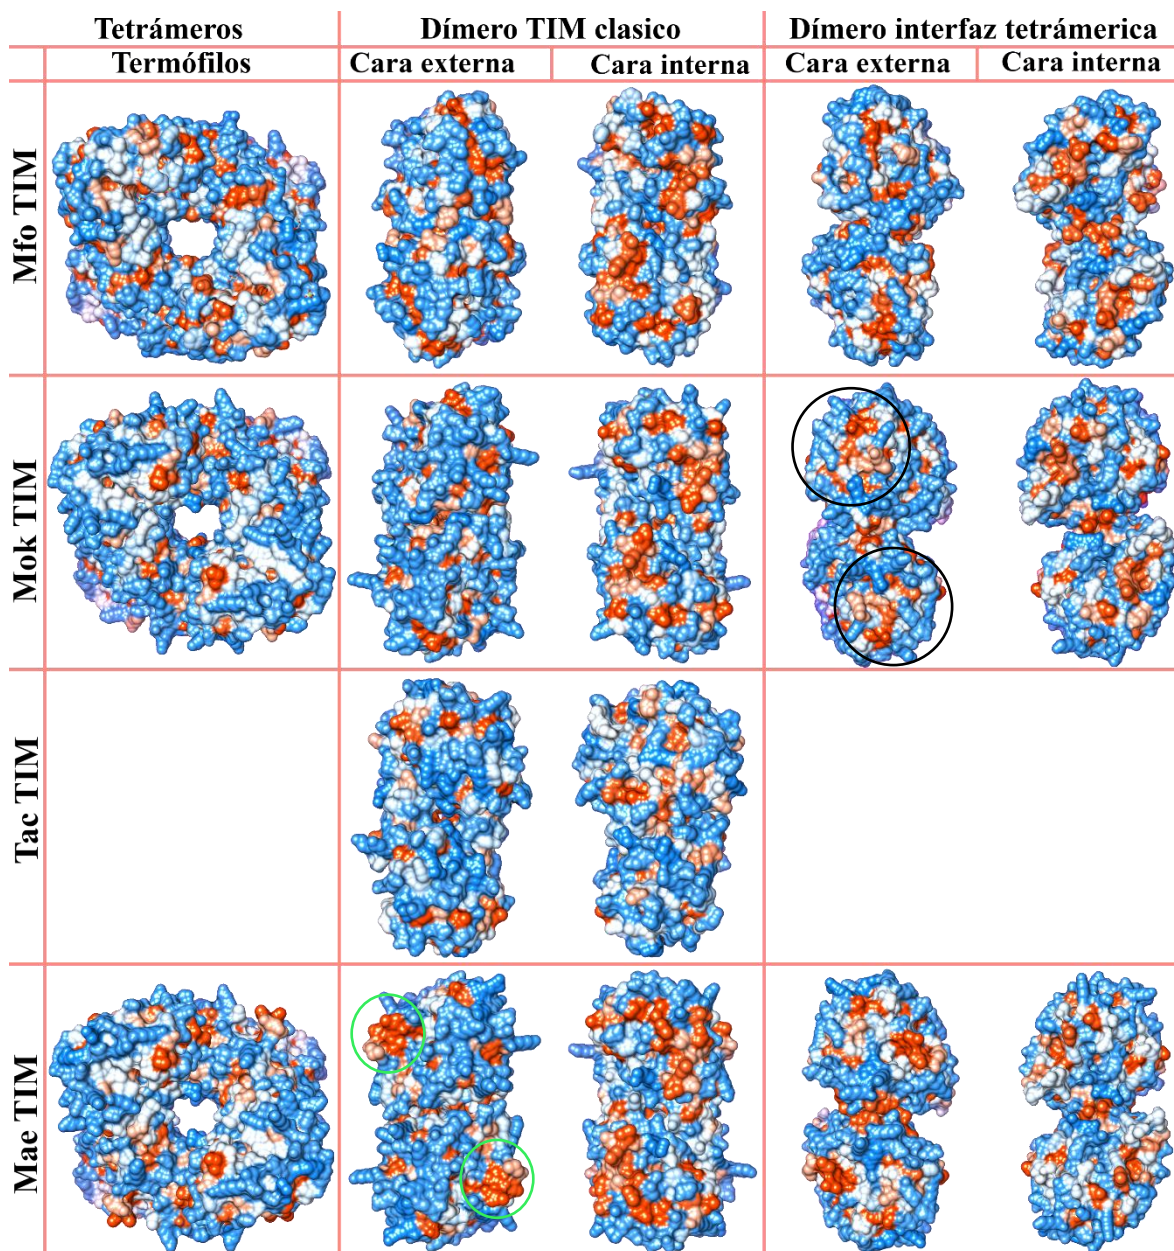 Tetrámeros Dímero TIM clasico Dímero interfaz tetrámerica
Termófilos Cara externa Cara interna Cara externa Cara interna
Mfo TIM
Mok TIM
Tac TIM
Mae TIM